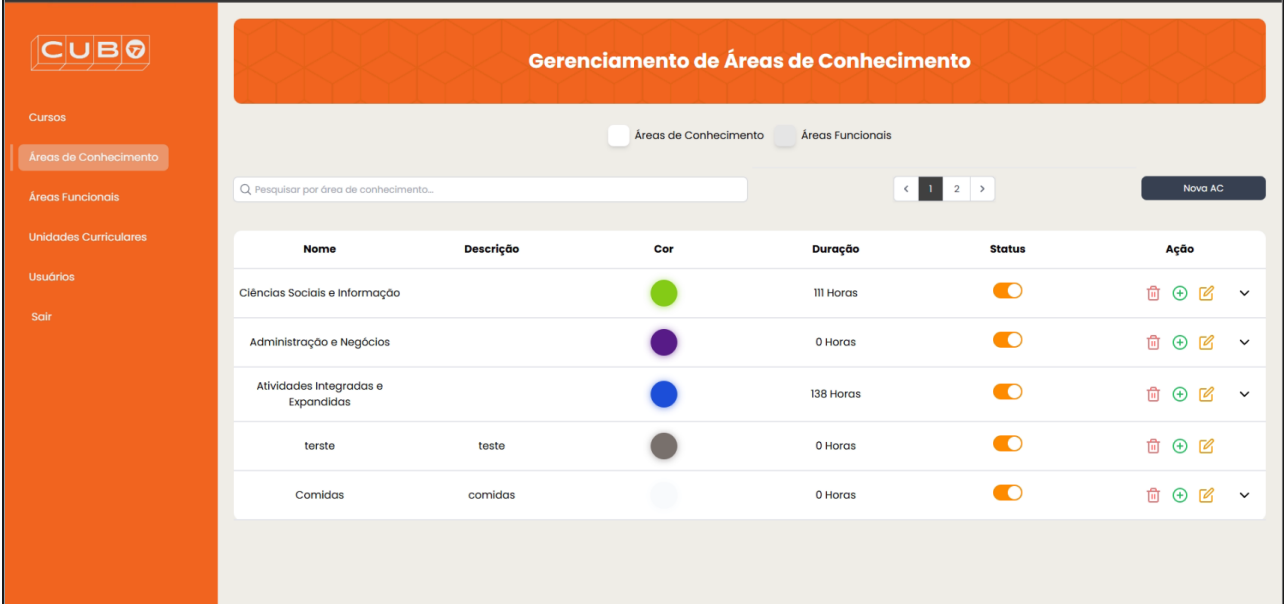 CUBO
Gerenciamento de Áreas de Conhecimento
Cursos
Áreas de Conhecimento
Áreas Funcionais
Unidades Curriculares
Usuários
Sair
Áreas de Conhecimento Áreas Funcionais
Pesquisar por área de conhecimento...
1 2
Nova AC
Nome Descrição Cor Duração Status Ação
Ciências Sociais e Informação 111 Horas
Administração e Negócios 0 Horas
Atividades Integradas e
Expandidas
138 Horas
terste teste 0 Horas
Comidas comidas 0 Horas